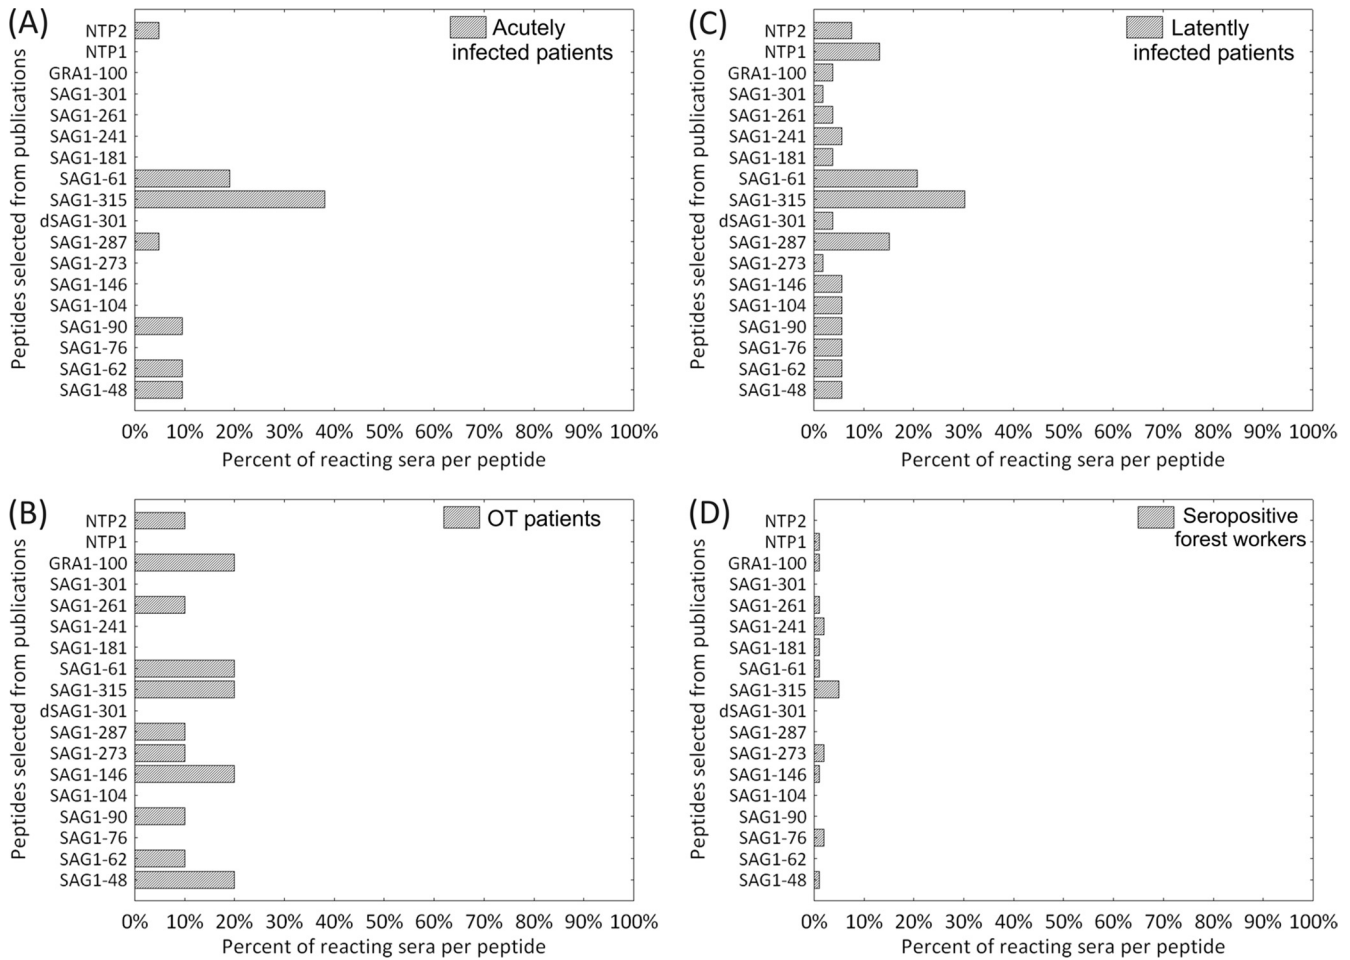 (A)
Peptides selected from publications
NTP2
NTP1
GRA1-100
SAG1-301
SAG1-261
SAG1-241
SAG1-181
SAG1-61
SAG1-315
dSAG1-301
SAG1-287
SAG1-273
SAG1-146
SAG1-104
SAG1-90
SAG1-76
SAG1-62
SAG1-48
Acutely
infected patients
0% 10% 20% 30% 40% 50% 60% 70% 80% 90% 100%
Percent of reacting sera per peptide
(C)
Peptides selected from publications
NTP2
NTP1
GRA1-100
SAG1-301
SAG1-261
SAG1-241
SAG1-181
SAG1-61
SAG1-315
dSAG1-301
SAG1-287
SAG1-273
SAG1-146
SAG1-104
SAG1-90
SAG1-76
SAG1-62
SAG1-48
Latently
infected patients
0% 10% 20% 30% 40% 50% 60% 70% 80% 90% 100%
Percent of reacting sera per peptide
(B)
Peptides selected from publications
NTP2
NTP1
GRA1-100
SAG1-301
SAG1-261
SAG1-241
SAG1-181
SAG1-61
SAG1-315
dSAG1-301
SAG1-287
SAG1-273
SAG1-146
SAG1-104
SAG1-90
SAG1-76
SAG1-62
SAG1-48
OT patients
0% 10% 20% 30% 40% 50% 60% 70% 80% 90% 100%
Percent of reacting sera per peptide
(D)
Peptides selected from publications
NTP2
NTP1
GRA1-100
SAG1-301
SAG1-261
SAG1-241
SAG1-181
SAG1-61
SAG1-315
dSAG1-301
SAG1-287
SAG1-273
SAG1-146
SAG1-104
SAG1-90
SAG1-76
SAG1-62
SAG1-48
Seropositive
forest workers
0% 10% 20% 30% 40% 50% 60% 70% 80% 90% 100%
Percent of reacting sera per peptide